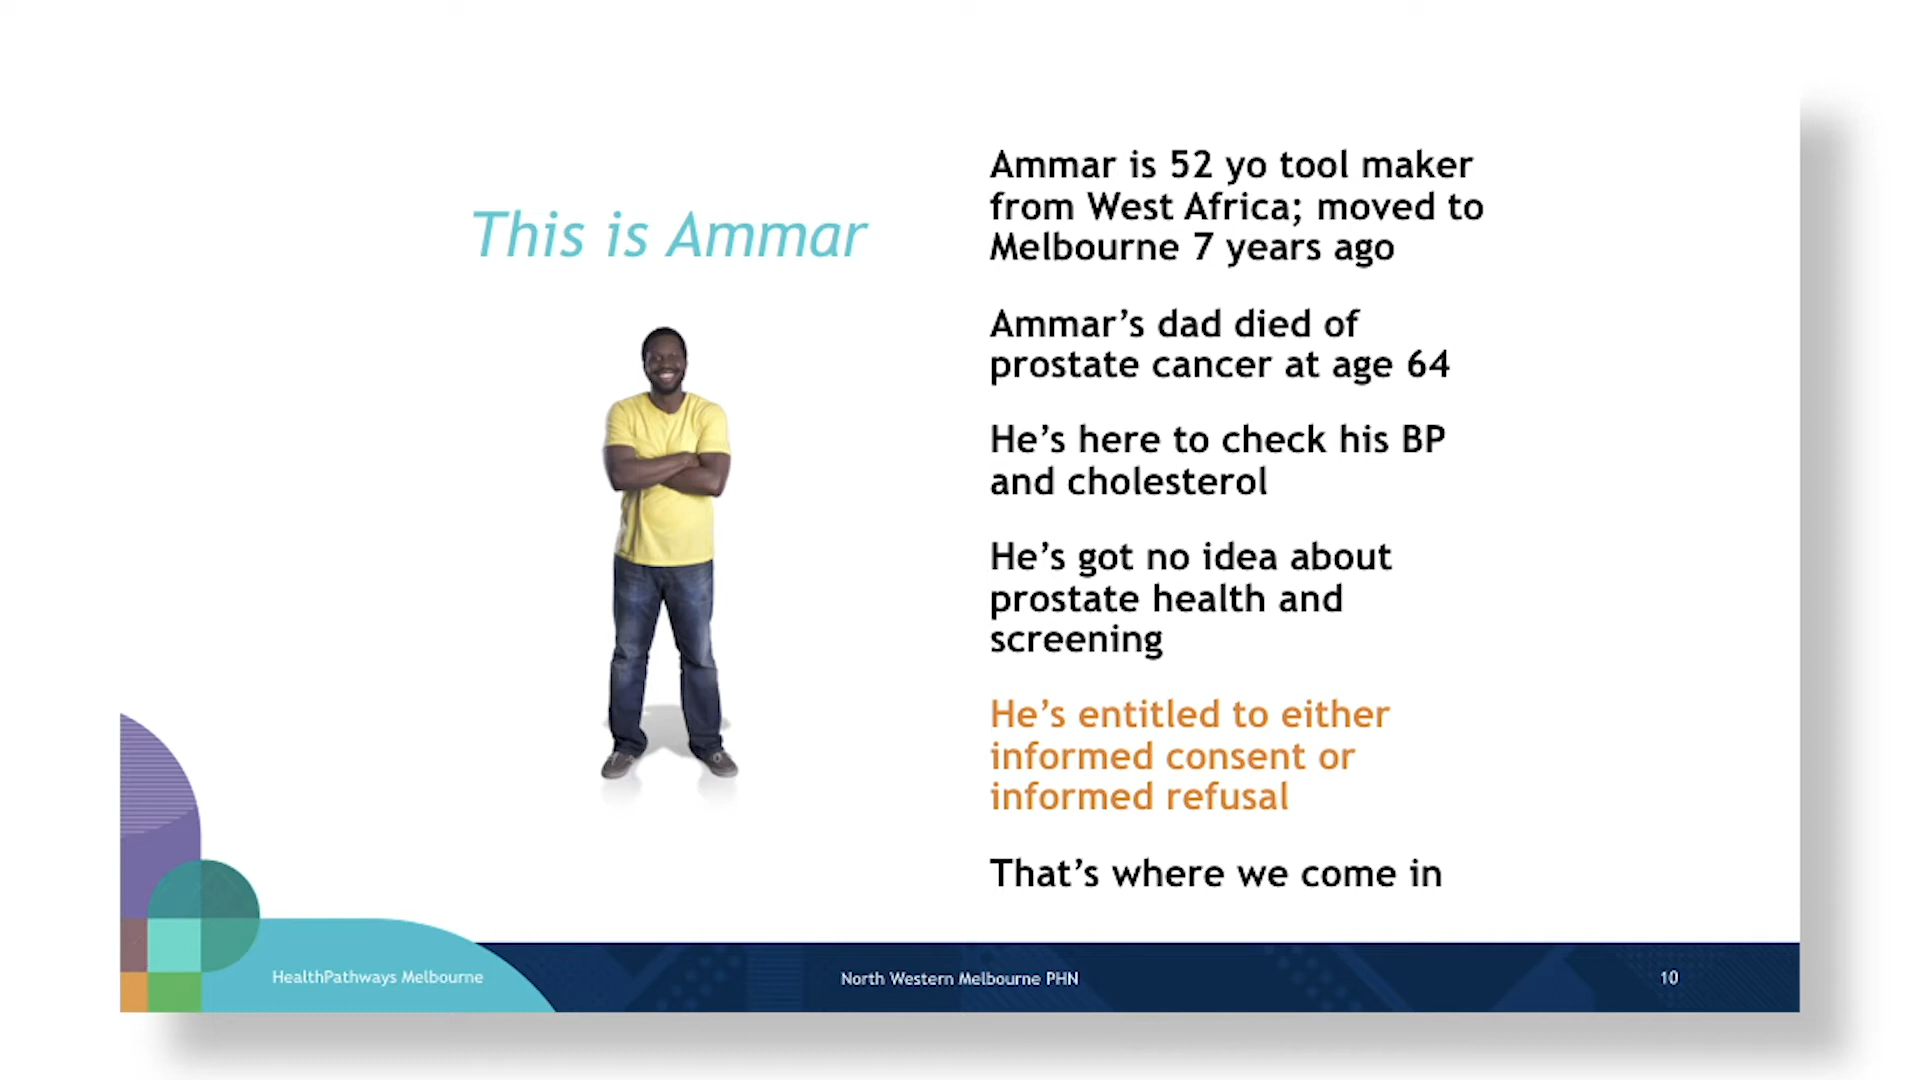 This is Ammar
Ammar is 52 yo tool maker
from West Africa; moved to
Melbourne 7 years ago
Ammar’s dad died of
prostate cancer at age 64
He’s here to check his BP
and cholesterol
He’s got no idea about
prostate health and
screening
He’s entitled to either
informed consent or
informed refusal
That’s where we come in
HealthPathways Melbourne
North Western Melbourne PHN
10